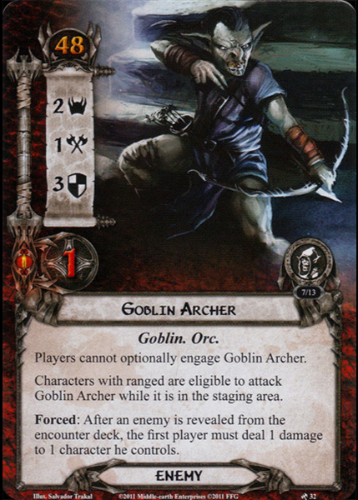 48
2
1
3
1
7/13
Goblin Archer
Goblin. Orc.
Players cannot optionally engage Goblin Archer.
Characters with ranged are eligible to attack
Goblin Archer while it is in the staging area.
Forced: After an enemy is revealed from the
encounter deck, the first player must deal 1 damage
to 1 character he controls.
ENEMY
Illus. Salvador Trakal
©2011 Middle-earth Enterprises ©2011 FFG
32